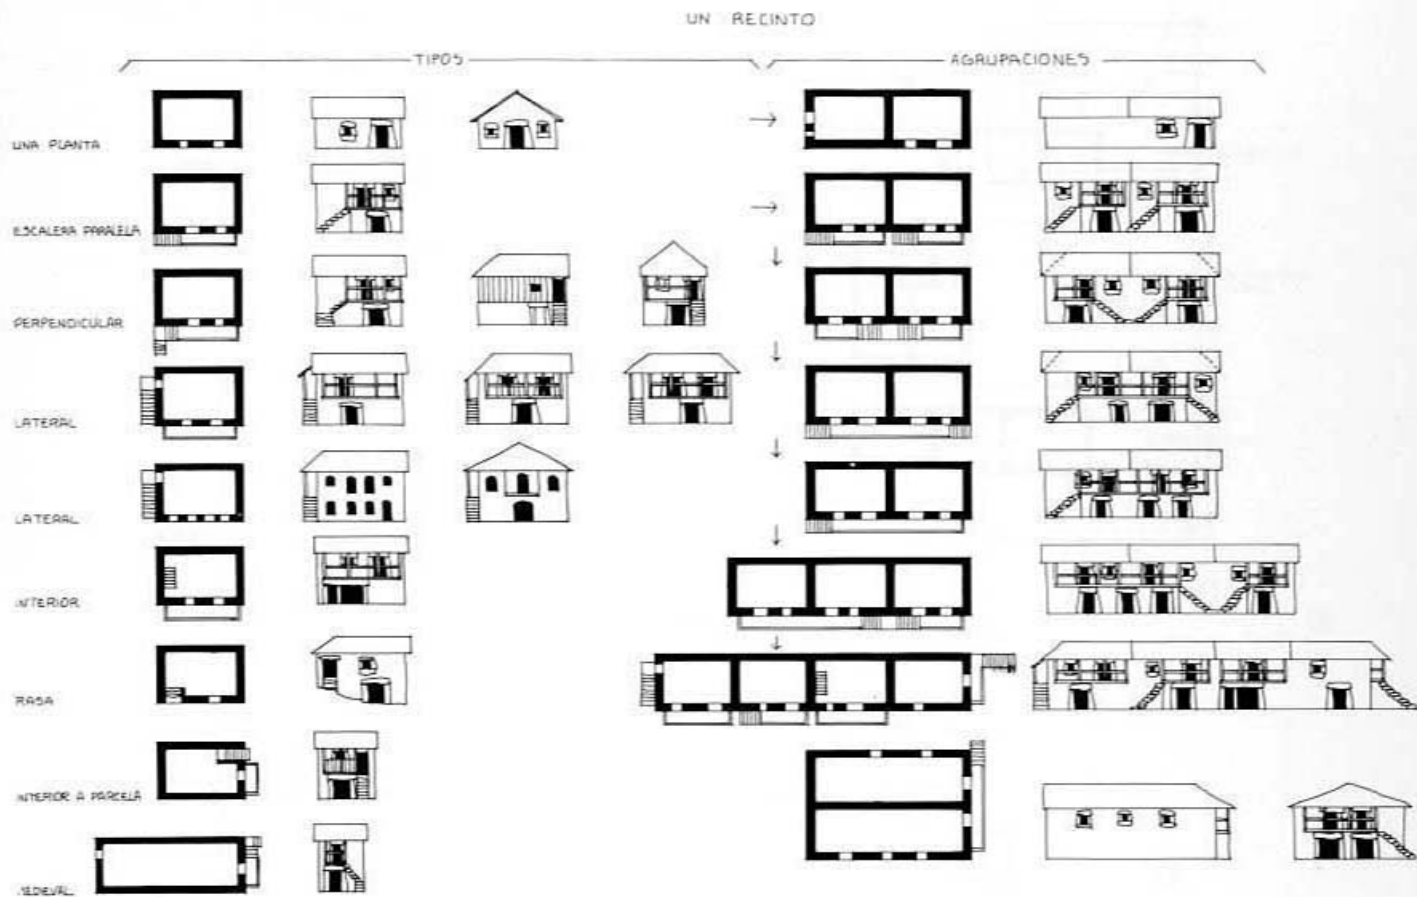 UN RECINTO
TIPOS
AGRUPACIONES
UNA PLANTA
ESCALERA PARALELA
PERPENDICULAR
LATERAL
LATERAL
INTERIOR
RASA
INTERIOR A PARCELA
MEDIEVAL